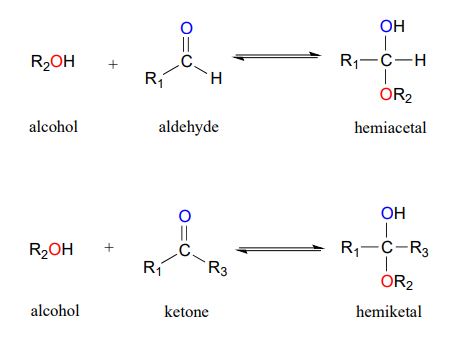 O OH
R₂OH + C R₁—C—H
R₁ H OR₂
alcohol aldehyde hemiacetal
O OH
R₂OH + C R₁—C—R₃
R₁ R₃ OR₂
alcohol ketone hemiketal